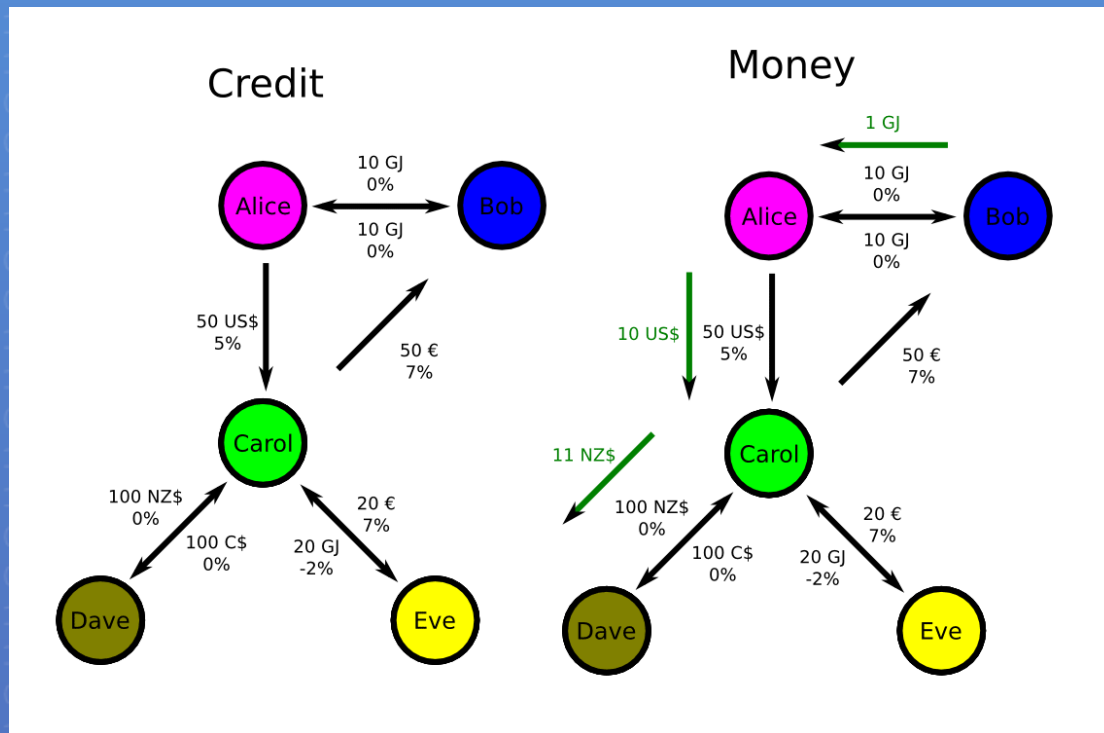 Credit
10 GJ
0%
Alice
Bob
10 GJ
0%
50 US$
5%
50 €
7%
Carol
100 NZ$
0%
20 €
7%
100 C$
0%
20 GJ
-2%
Dave
Eve
Money
1 GJ
10 GJ
0%
Alice
Bob
10 GJ
0%
10 US$
50 US$
5%
50 €
7%
11 NZ$
Carol
100 NZ$
0%
20 €
7%
100 C$
0%
20 GJ
-2%
Dave
Eve